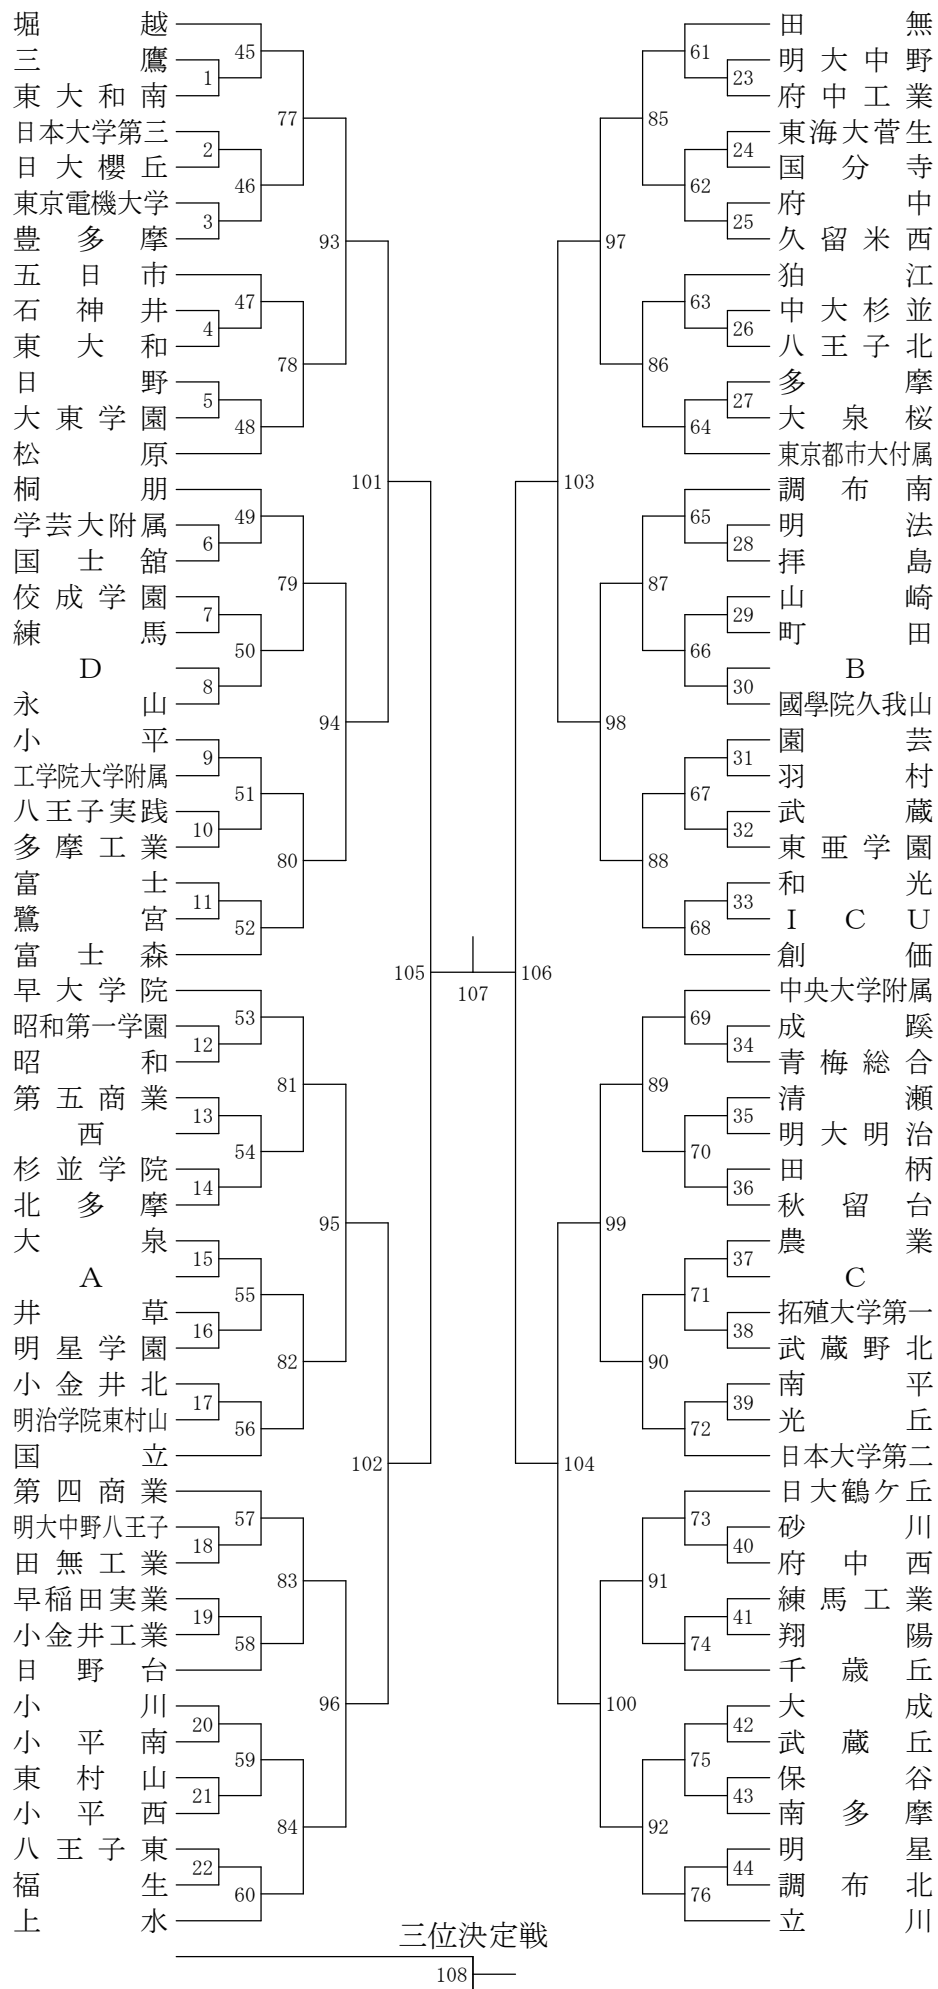 堀越
三鷹
東大和南
日本大学第三
日大櫻丘
東京電機大学
豊多摩
五日市
石神井
東大和
日野
大東学園
松原
桐朋
学芸大附属
国士舘
佼成学園
練馬
D
永山
小平
工学院大学附属
八王子実践
多摩工業
富士
鷺宮
富士森
早大学院
昭和第一学園
昭和
第五商業
西
杉並学院
北多摩
大泉
A
井草
明星学園
小金井北
明治学院東村山
国立
第四商業
明大中野八王子
田無工業
早稲田実業
小金井工業
日野台
小川
小平南
東村山
小平西
八王子東
福生
上水
1
2
3
4
5
6
7
8
9
10
11
12
13
14
15
16
17
18
19
20
21
22
45
46
47
48
49
50
51
52
53
54
55
56
57
58
59
60
77
78
79
80
81
82
83
84
93
94
95
96
101
102
105
107
106
103
104
97
98
99
100
85
86
87
88
89
90
91
92
61
62
63
64
65
66
67
68
69
70
71
72
73
74
75
76
23
24
25
26
27
28
29
30
31
32
33
34
35
36
37
38
39
40
41
42
43
44
田無
明大中野
府中工業
東海大菅生
国分寺
府中
久留米西
狛江
中大杉並
八王子北
多摩
大泉桜
東京都市大付属
調布南
明法
拝島
山崎
町田
B
國學院久我山
園芸
羽村
武蔵
東亜学園
和光
ICU
創価
中央大学附属
成蹊
青梅総合
清瀬
明大明治
田柄
秋留台
農業
C
拓殖大学第一
武蔵野北
南平
光丘
日本大学第二
日大鶴ケ丘
砂川
府中西
練馬工業
翔陽
千歳丘
大成
武蔵丘
保谷
南多摩
明星
調布北
立川
三位決定戦
108